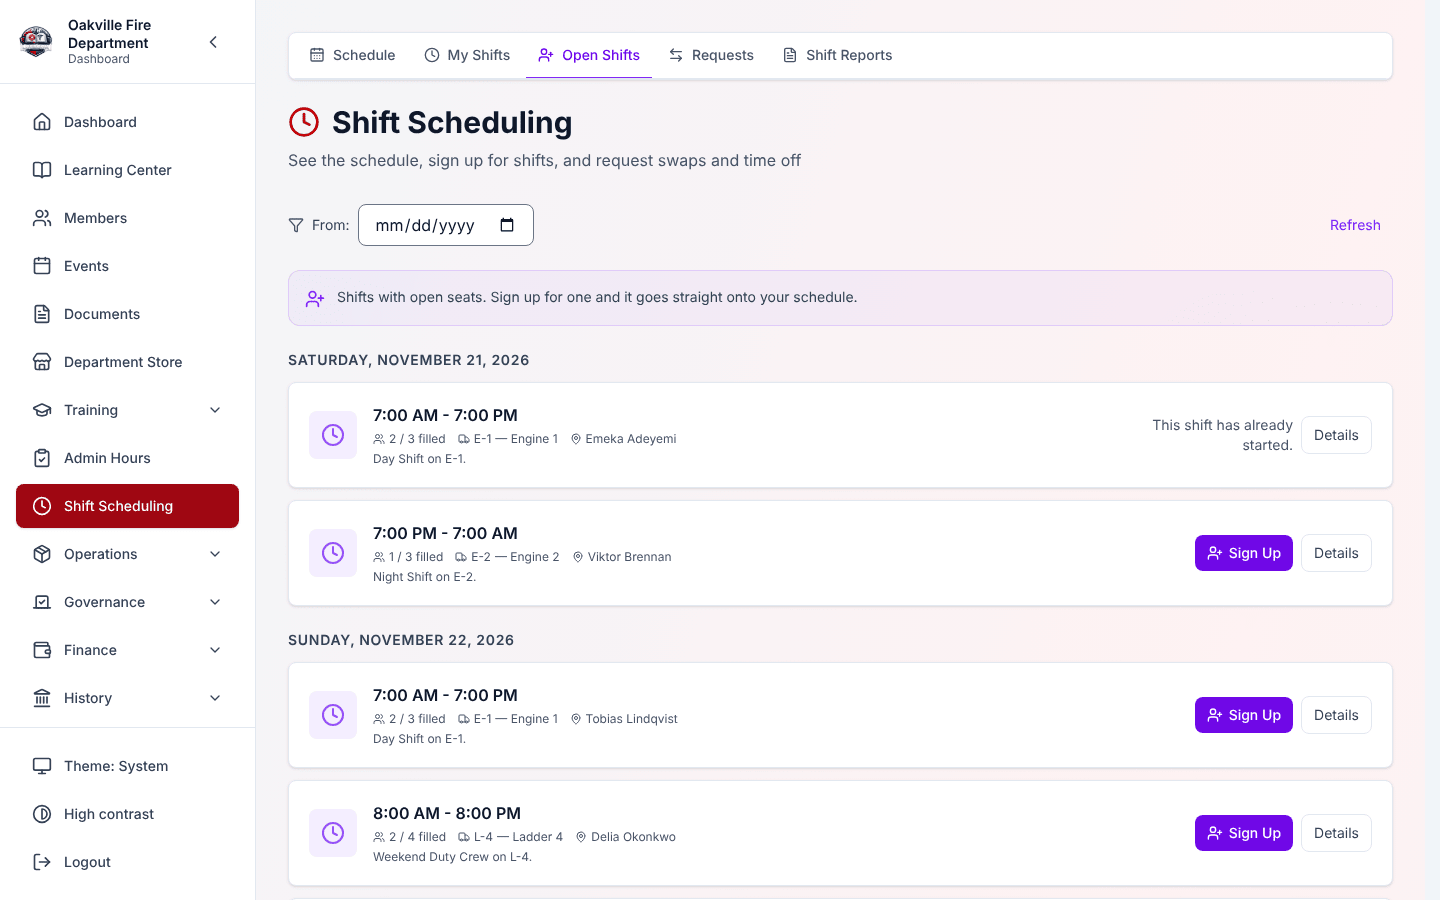 Oakville Fire
Department
Dashboard
Dashboard
Learning Center
Members
Events
Documents
Department Store
Training
Admin Hours
Shift Scheduling
Operations
Governance
Finance
History
Theme: System
High contrast
Logout
Schedule
My Shifts
Open Shifts
Requests
Shift Reports
Shift Scheduling
See the schedule, sign up for shifts, and request swaps and time off
From:
mm/dd/yyyy
Refresh
Shifts with open seats. Sign up for one and it goes straight onto your schedule.
SATURDAY, NOVEMBER 21, 2026
7:00 AM - 7:00 PM
2 / 3 filled E-1 — Engine 1 Emeka Adeyemi
Day Shift on E-1.
This shift has already
started.
Details
7:00 PM - 7:00 AM
1 / 3 filled E-2 — Engine 2 Viktor Brennan
Night Shift on E-2.
Sign Up
Details
SUNDAY, NOVEMBER 22, 2026
7:00 AM - 7:00 PM
2 / 3 filled E-1 — Engine 1 Tobias Lindqvist
Day Shift on E-1.
Sign Up
Details
8:00 AM - 8:00 PM
2 / 4 filled L-4 — Ladder 4 Delia Okonkwo
Weekend Duty Crew on L-4.
Sign Up
Details